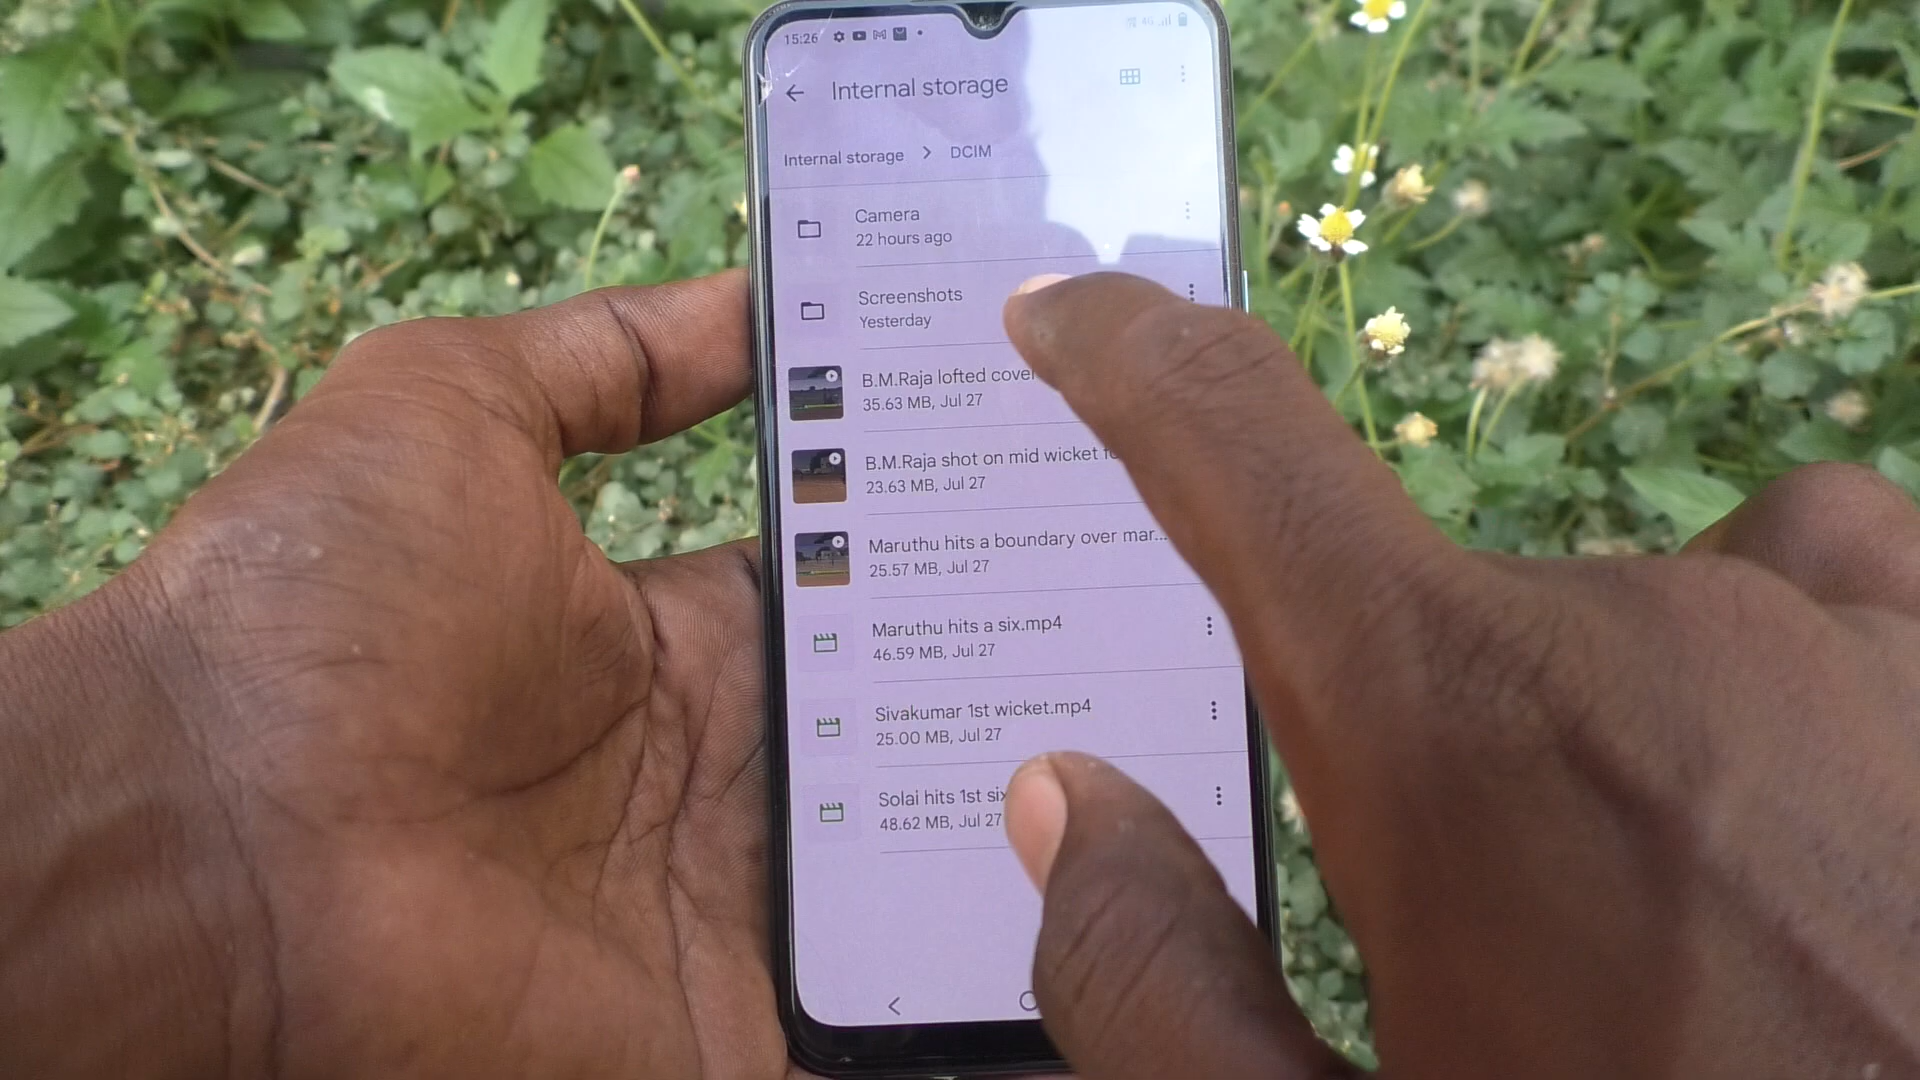 15:26
4G
Internal storage
Internal storage > DCIM
Camera
22 hours ago
Screenshots
Yesterday
B.M.Raja lofted cover
35.63 MB, Jul 27
B.M.Raja shot on mid wicket
23.63 MB, Jul 27
Maruthu hits a boundary over mar...
25.57 MB, Jul 27
Maruthu hits a six.mp4
46.59 MB, Jul 27
Sivakumar 1st wicket.mp4
25.00 MB, Jul 27
Solai hits 1st six
48.62 MB, Jul 27